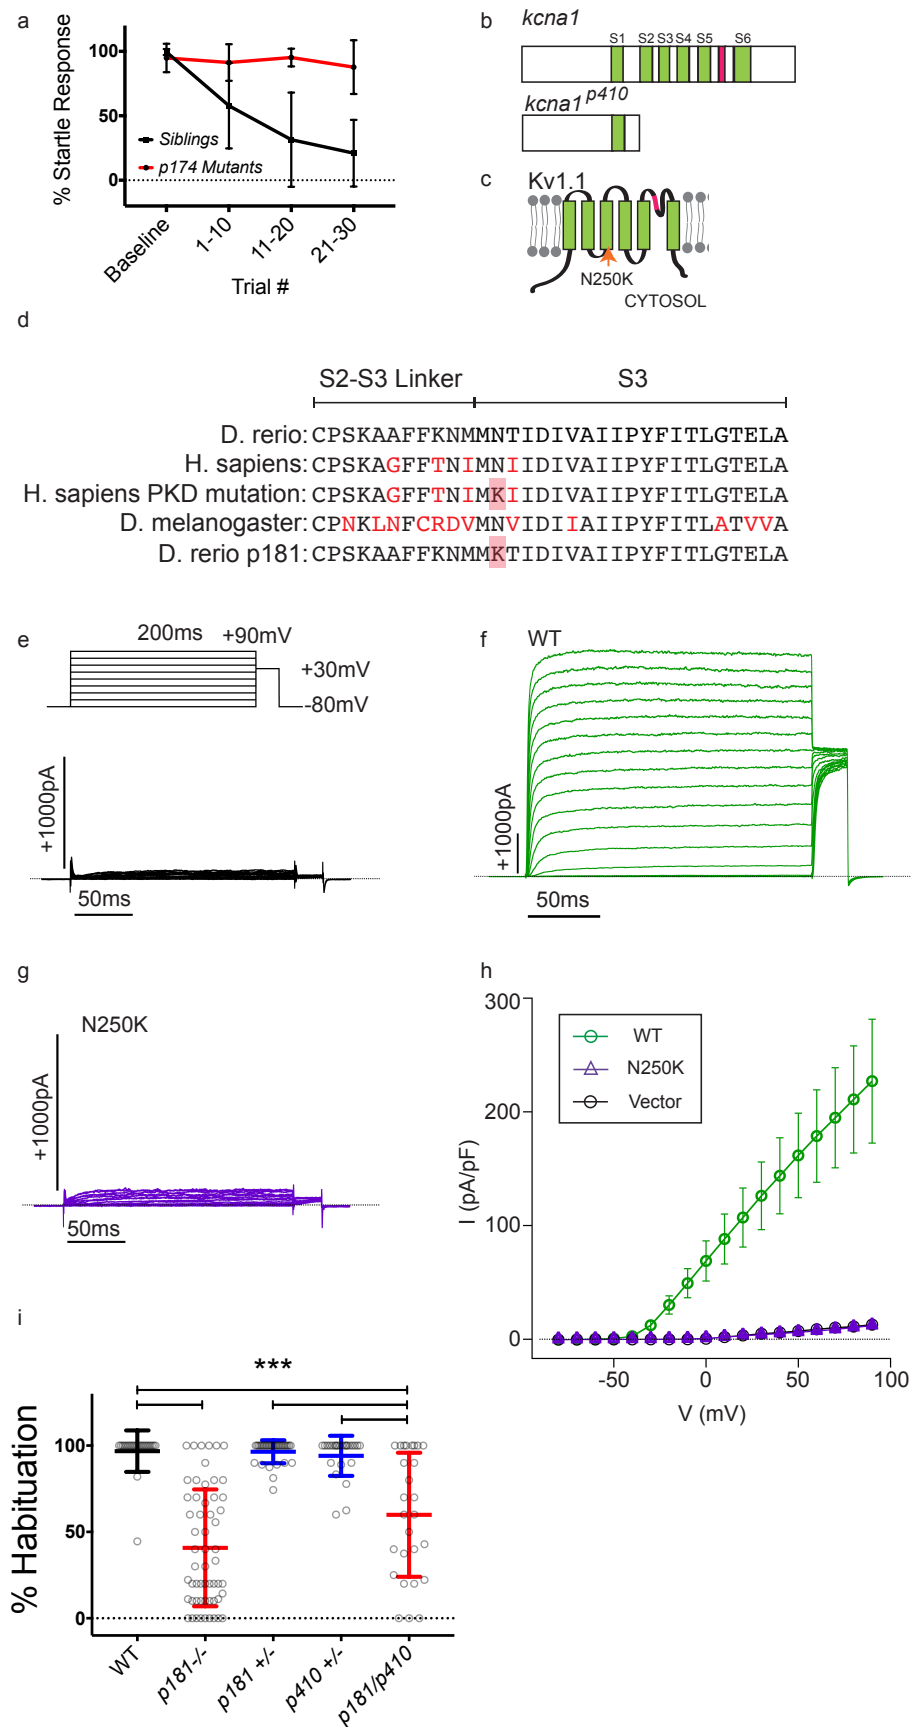 a
% Startle Response
100
50
0
Siblings
p174 Mutants
Baseline
1-10
11-20
21-30
Trial #
b
kcna1
S1 S2 S3 S4 S5 S6
kcna1^p410
c
Kv1.1
N250K
CYTOSOL
d
S2-S3 Linker S3
D. rerio: CPSKAAFFKNMMNTIDIVAIIPYFITLGTELA
H. sapiens: CPSKAGFFTNIMNIIDIVAIIPYFITLGTELA
H. sapiens PKD mutation: CPSKAGFFTNIMKIIDIVAIIPYFITLGTELA
D. melanogaster: CPNKLNFCRDVMNVIDIIAIIPYFITLATVVA
D. rerio p181: CPSKAAFFKNMMKTIDIVAIIPYFITLGTELA
e
200ms +90mV
+30mV
-80mV
+1000pA
50ms
f
WT
+1000pA
50ms
g
N250K
+1000pA
50ms
h
300
200
100
0
I (pA/pF)
WT
N250K
Vector
-50 0 50 100
V (mV)
i
***
% Habituation
100
50
0
WT
p181-/-
p181 +/-
p410 +/-
p181/p410